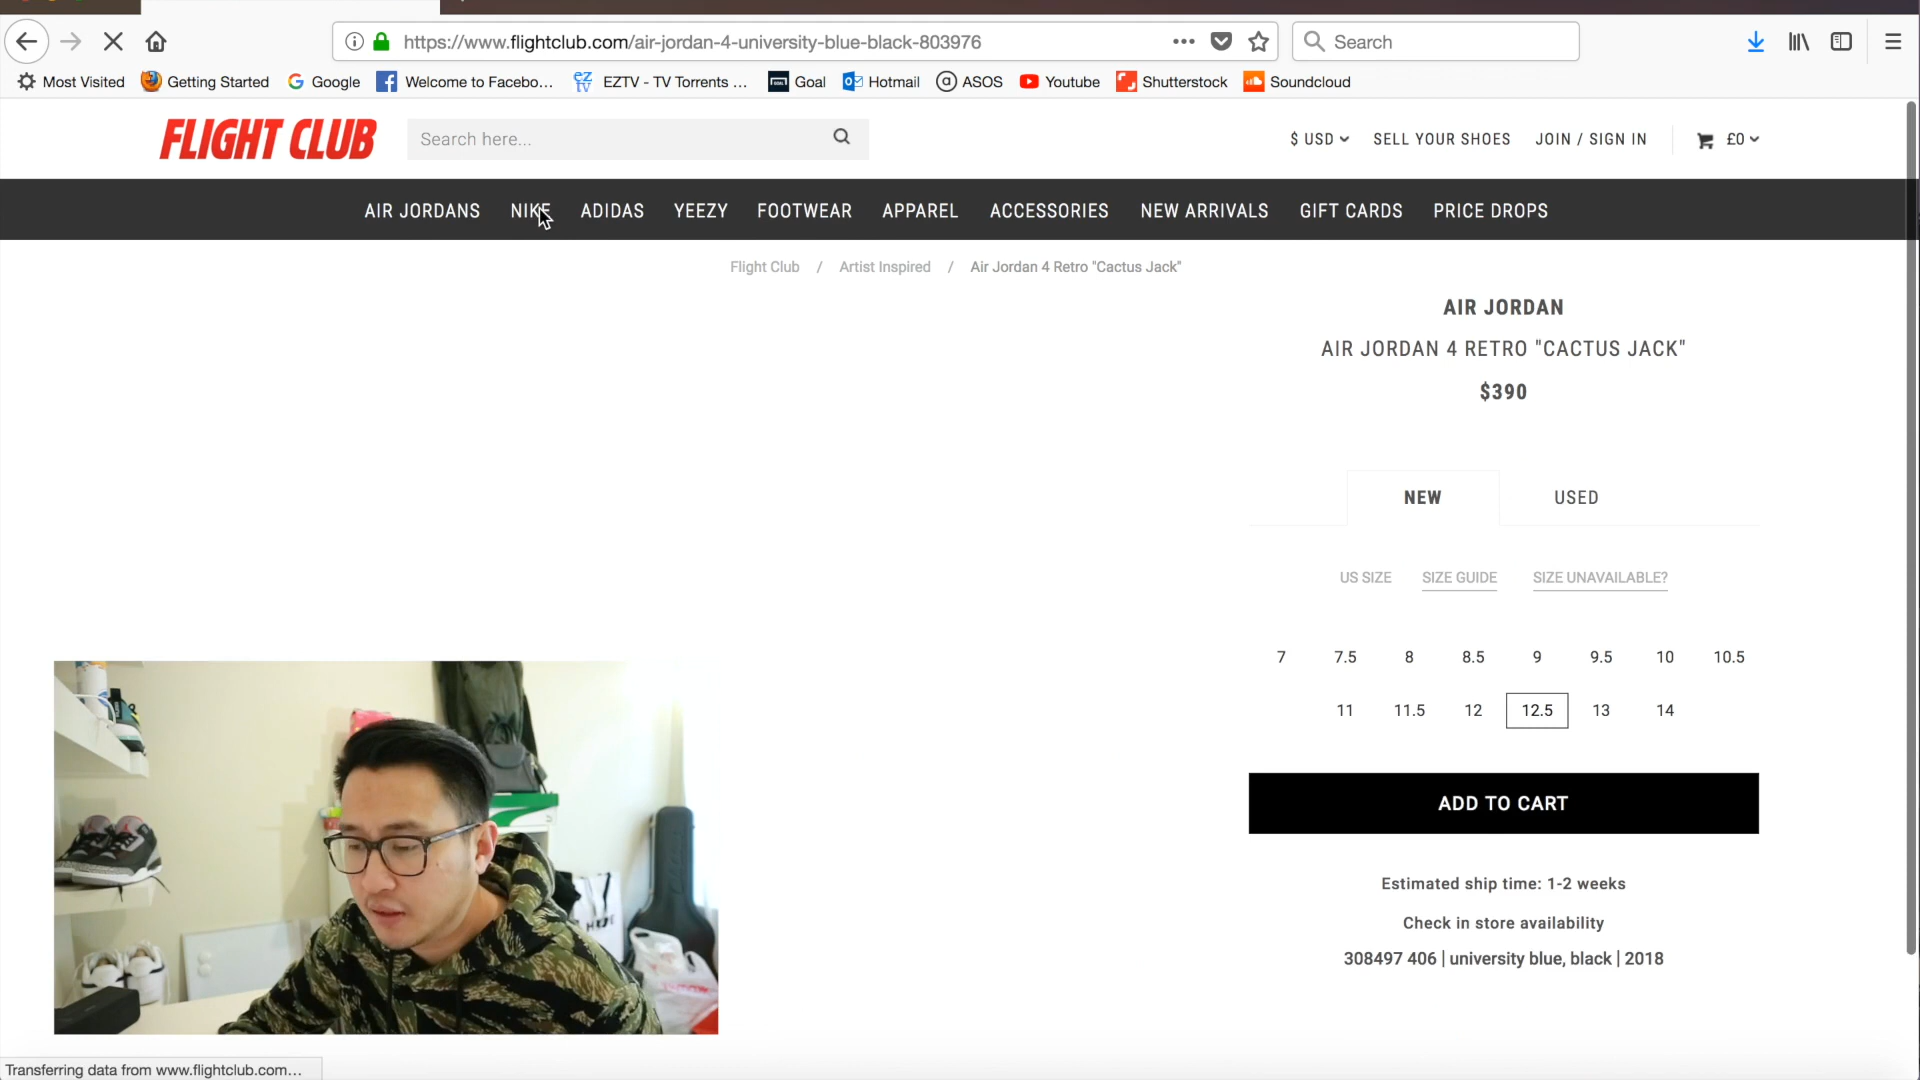 https://www.flightclub.com/air-jordan-4-university-blue-black-803976
Search
Most Visited Getting Started Google Welcome to Facebo... EZTV - TV Torrents ... Goal Hotmail ASOS Youtube Shutterstock Soundcloud
FLIGHT CLUB
Search here...
$ USD SELL YOUR SHOES JOIN / SIGN IN £0
AIR JORDANS NIKE ADIDAS YEEZY FOOTWEAR APPAREL ACCESSORIES NEW ARRIVALS GIFT CARDS PRICE DROPS
Flight Club / Artist Inspired / Air Jordan 4 Retro "Cactus Jack"
AIR JORDAN
AIR JORDAN 4 RETRO "CACTUS JACK"
$390
NEW USED
US SIZE SIZE GUIDE SIZE UNAVAILABLE?
7 7.5 8 8.5 9 9.5 10 10.5
11 11.5 12 12.5 13 14
ADD TO CART
Estimated ship time: 1-2 weeks
Check in store availability
308497 406 | university blue, black | 2018
Transferring data from www.flightclub.com...